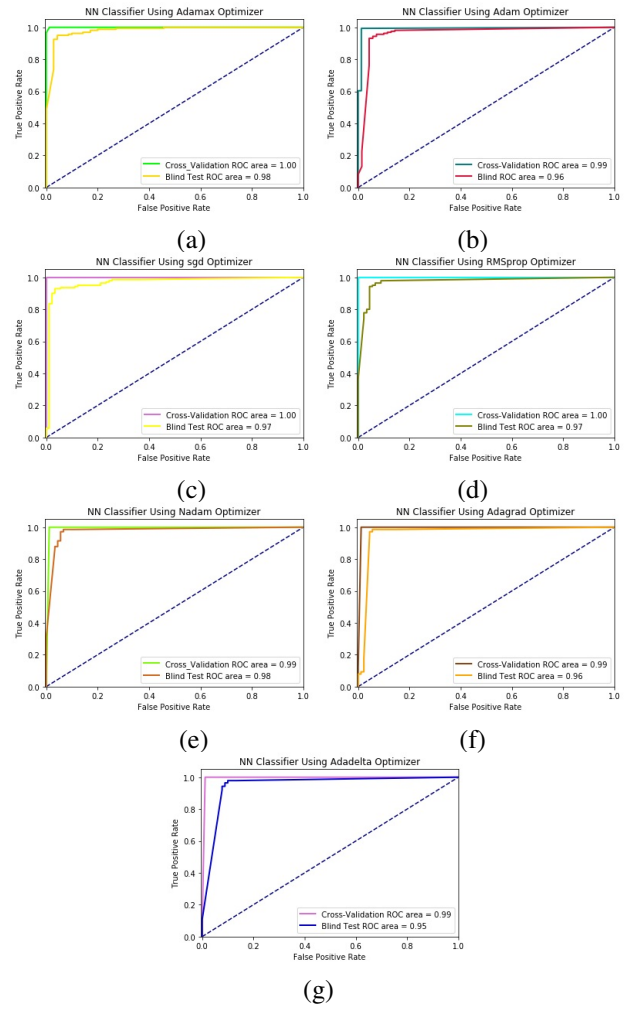 NN Classifier Using Adamax Optimizer
1.0
0.8
0.6
0.4
0.2
0.0
True Positive Rate
Cross_Validation ROC area = 1.00
Blind Test ROC area = 0.98
0.0 0.2 0.4 0.6 0.8 1.0
False Positive Rate
(a)
NN Classifier Using Adam Optimizer
1.0
0.8
0.6
0.4
0.2
0.0
True Positive Rate
Cross-Validation ROC area = 0.99
Blind ROC area = 0.96
0.0 0.2 0.4 0.6 0.8 1.0
False Positive Rate
(b)
NN Classifier Using sgd Optimizer
1.0
0.8
0.6
0.4
0.2
0.0
True Positive Rate
Cross-Validation ROC area = 1.00
Blind Test ROC area = 0.97
0.0 0.2 0.4 0.6 0.8 1.0
False Positive Rate
(c)
NN Classifier Using RMSprop Optimizer
1.0
0.8
0.6
0.4
0.2
0.0
True Positive Rate
Cross-Validation ROC area = 1.00
Blind Test ROC area = 0.97
0.0 0.2 0.4 0.6 0.8 1.0
False Positive Rate
(d)
NN Classifier Using Nadam Optimizer
1.0
0.8
0.6
0.4
0.2
0.0
True Positive Rate
Cross_Validation ROC area = 0.99
Blind Test ROC area = 0.98
0.0 0.2 0.4 0.6 0.8 1.0
False Positive Rate
(e)
NN Classifier Using Adagrad Optimizer
1.0
0.8
0.6
0.4
0.2
0.0
True Positive Rate
Cross-Validation ROC area = 0.99
Blind Test ROC area = 0.96
0.0 0.2 0.4 0.6 0.8 1.0
False Positive Rate
(f)
NN Classifier Using Adadelta Optimizer
1.0
0.8
0.6
0.4
0.2
0.0
True Positive Rate
Cross-Validation ROC area = 0.99
Blind Test ROC area = 0.95
0.0 0.2 0.4 0.6 0.8 1.0
False Positive Rate
(g)